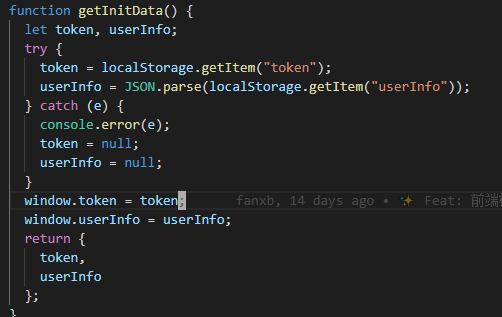 function getInitData() {
let token, userInfo;
try {
token = localStorage.getItem("token");
userInfo = JSON.parse(localStorage.getItem("userInfo"));
} catch (e) {
console.error(e);
token = null;
userInfo = null;
}
window.token = token; fanxb, 14 days ago • ✨ Feat: 前端
window.userInfo = userInfo;
return {
token,
userInfo
};
}